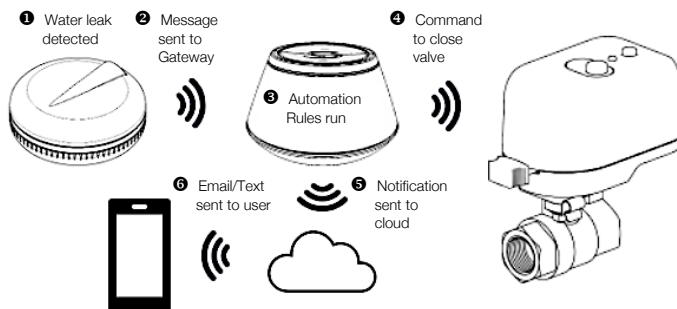 ❶ Water leak
detected
❷ Message
sent to
Gateway
❸ Automation
Rules run
❹ Command
to close
valve
❺ Notification
sent to
cloud
❻ Email/Text
sent to user